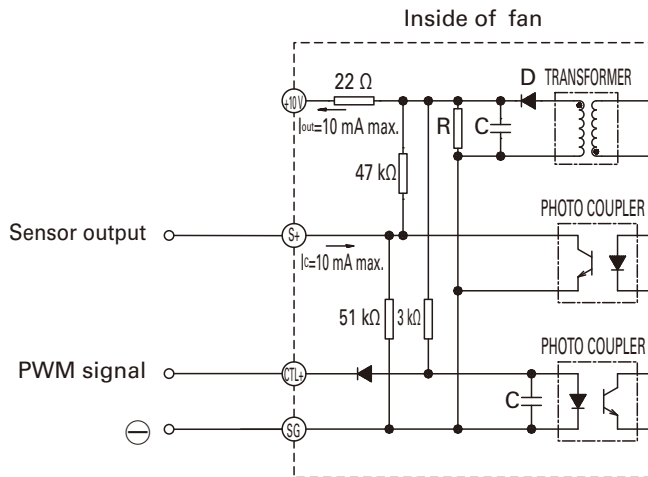 Inside of fan
+10 V
22 Ω
Iout=10 mA max.
D
TRANSFORMER
R
C
47 kΩ
PHOTO COUPLER
Sensor output
S+
Ic=10 mA max.
51 kΩ
3 kΩ
PHOTO COUPLER
PWM signal
CTL+
C
−
SG